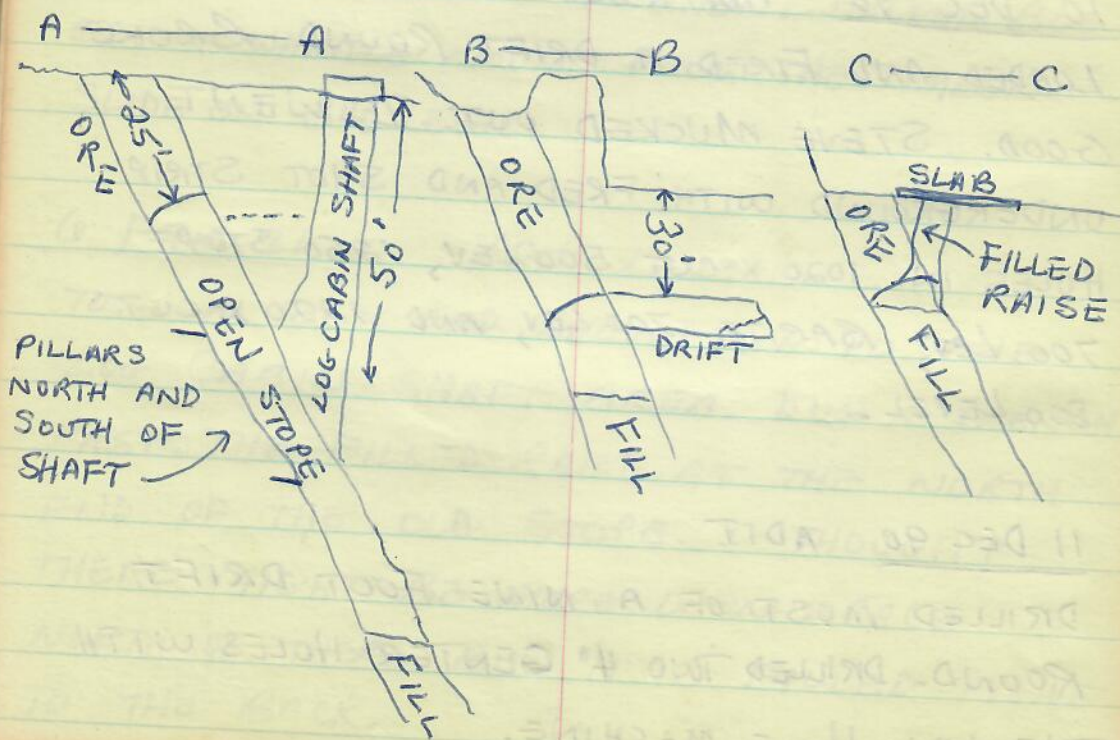 A A
ORE
25'
LOG-CABIN SHAFT
50'
OPEN STOPE
PILLARS
NORTH AND
SOUTH OF
SHAFT
FILL
B B
ORE
30'
DRIFT
FILL
C C
SLAB
ORE
FILLED
RAISE
FILL